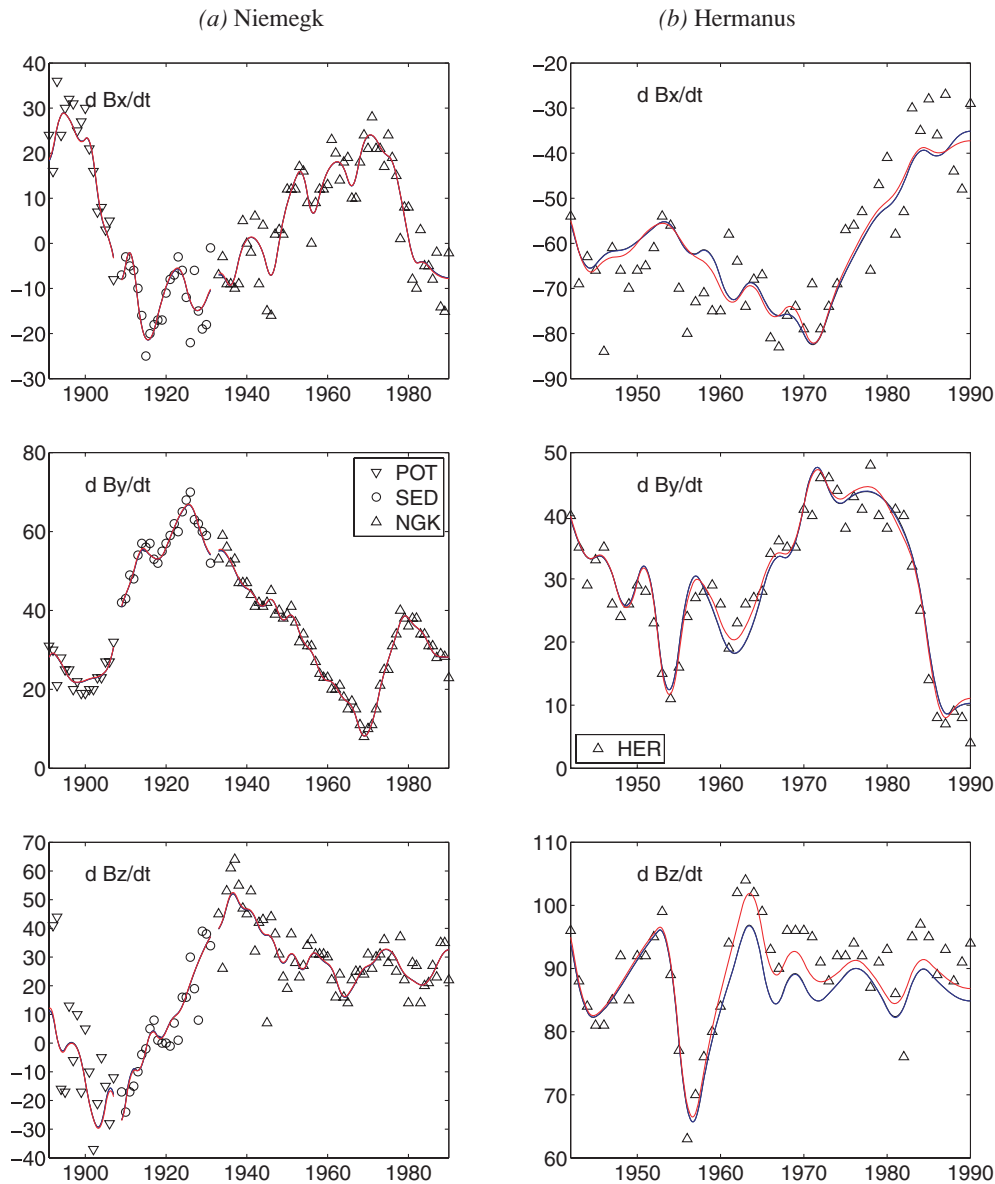 (a) Niemegk
(b) Hermanus
40
30
20
10
0
−10
−20
−30
d Bx/dt
1900 1920 1940 1960 1980
−20
−30
−40
−50
−60
−70
−80
−90
d Bx/dt
1950 1960 1970 1980 1990
80
60
40
20
0
d By/dt
POT
SED
NGK
1900 1920 1940 1960 1980
50
40
30
20
10
0
d By/dt
HER
1950 1960 1970 1980 1990
70
60
50
40
30
20
10
0
−10
−20
−30
−40
d Bz/dt
1900 1920 1940 1960 1980
110
100
90
80
70
60
d Bz/dt
1950 1960 1970 1980 1990